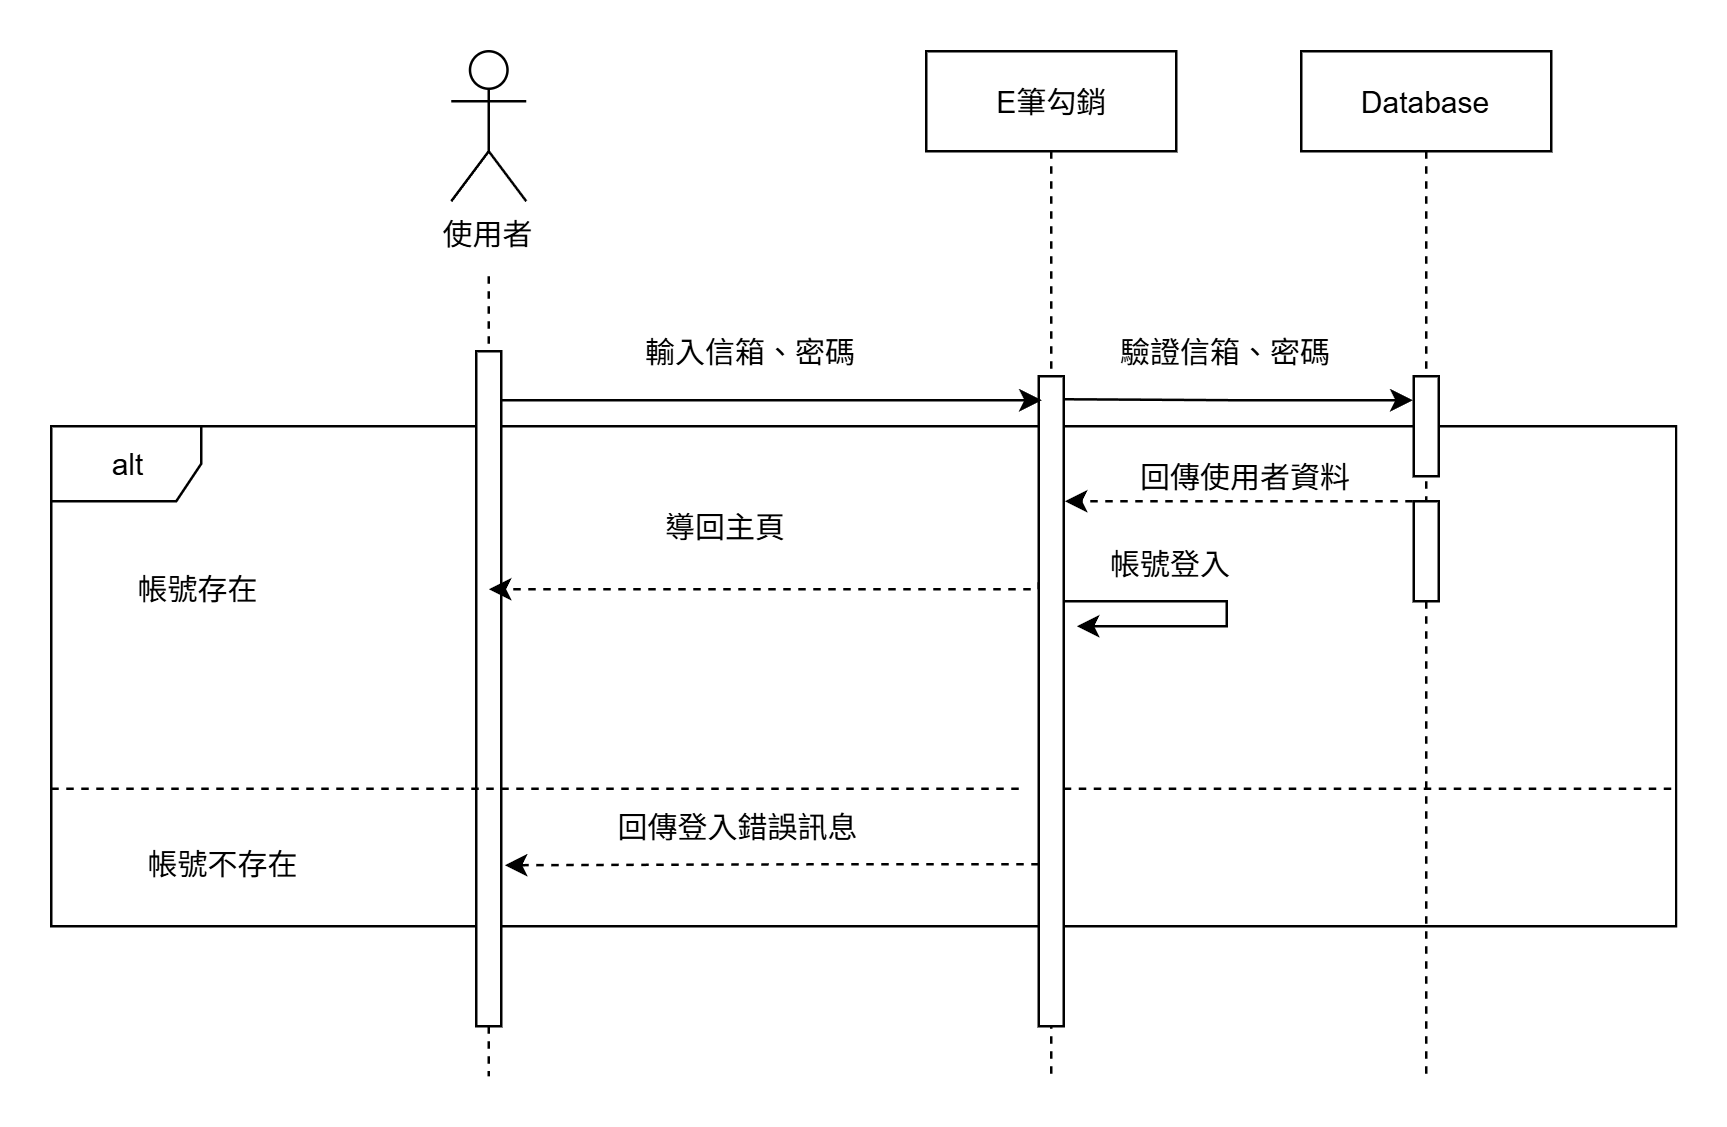 E筆勾銷
Database
使用者
輸入信箱、密碼
驗證信箱、密碼
alt
回傳使用者資料
導回主頁
帳號登入
帳號存在
回傳登入錯誤訊息
帳號不存在